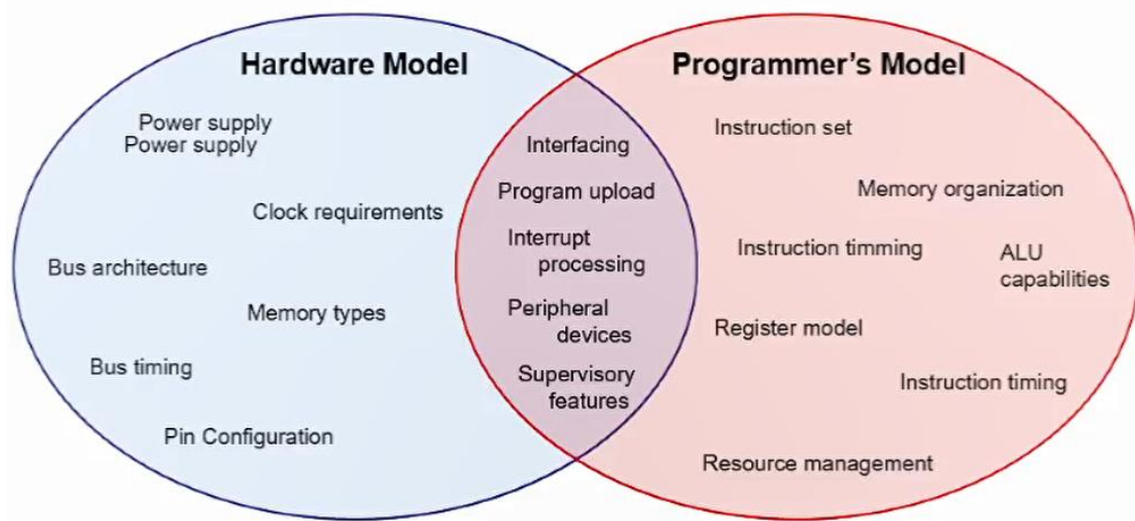 Hardware Model
Power supply
Power supply
Clock requirements
Bus architecture
Memory types
Bus timing
Pin Configuration
Interfacing
Program upload
Interrupt
processing
Peripheral
devices
Supervisory
features
Programmer's Model
Instruction set
Memory organization
Instruction timming
ALU
capabilities
Register model
Instruction timing
Resource management